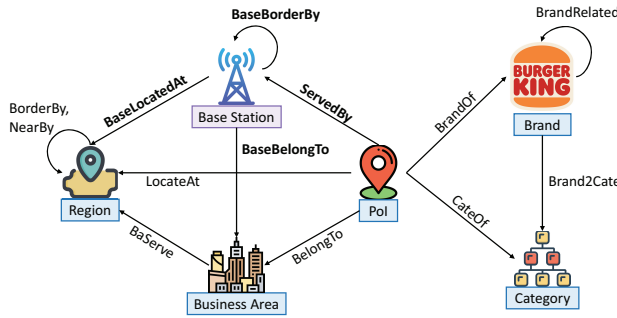 BaseBorderBy
BrandRelated
BURGER
KING
BorderBy,
NearBy
BaseLocatedAt
Base Station
ServedBy
BrandOf
Brand
BaseBelongTo
LocateAt
Brand2Cate
Region
PoI
BaServe
BelongTo
CateOf
Business Area
Category